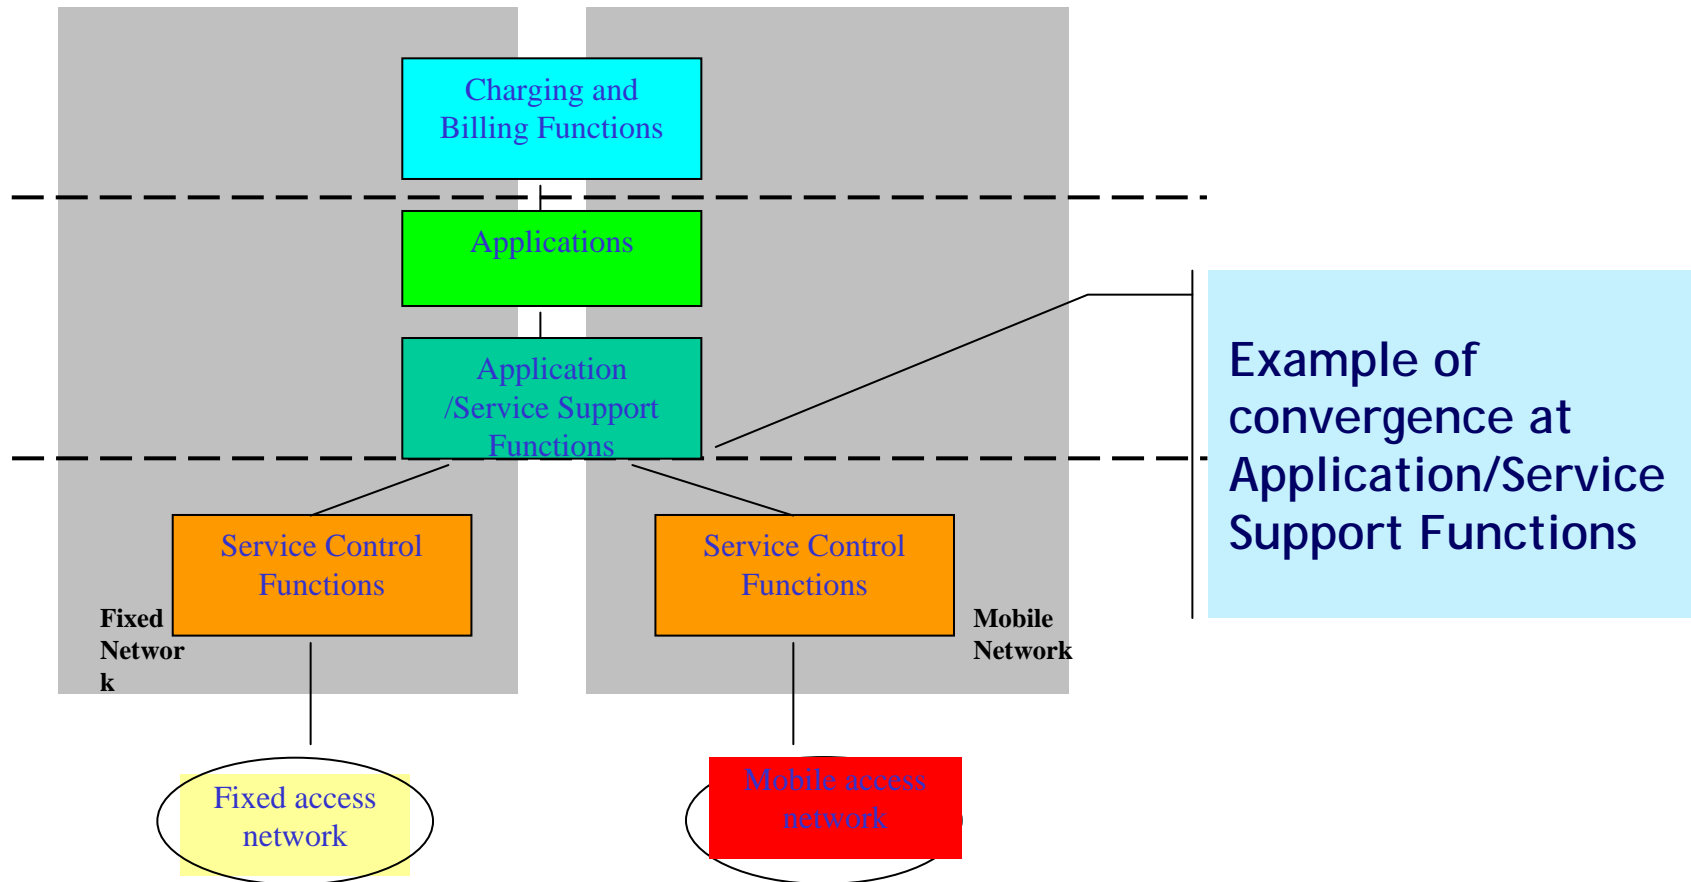 Charging and
Billing Functions
Applications
Application
/Service Support
Functions
Example of
convergence at
Application/Service
Support Functions
Service Control
Functions
Service Control
Functions
Fixed
Networ
k
Mobile
Network
Fixed access
network
Mobile access
network